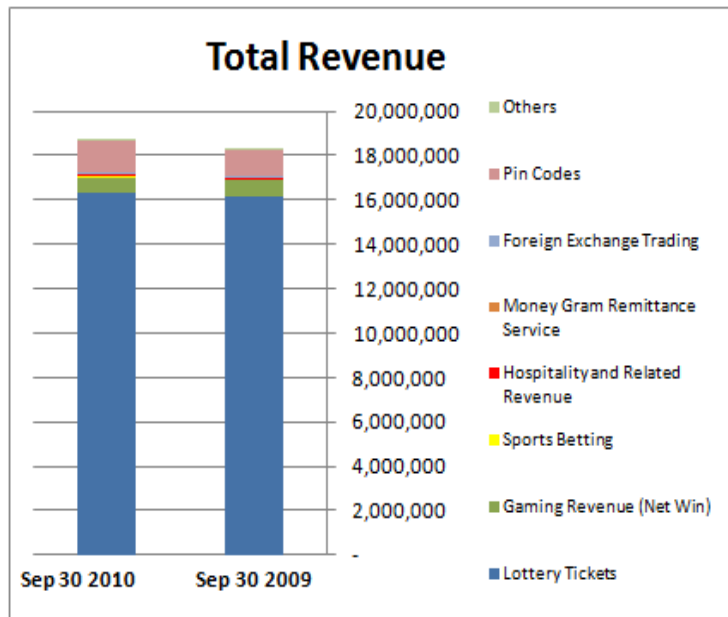 Total Revenue
20,000,000
18,000,000
16,000,000
14,000,000
12,000,000
10,000,000
8,000,000
6,000,000
4,000,000
2,000,000
-
Sep 30 2010
Sep 30 2009
Others
Pin Codes
Foreign Exchange Trading
Money Gram Remittance
Service
Hospitality and Related
Revenue
Sports Betting
Gaming Revenue (Net Win)
Lottery Tickets